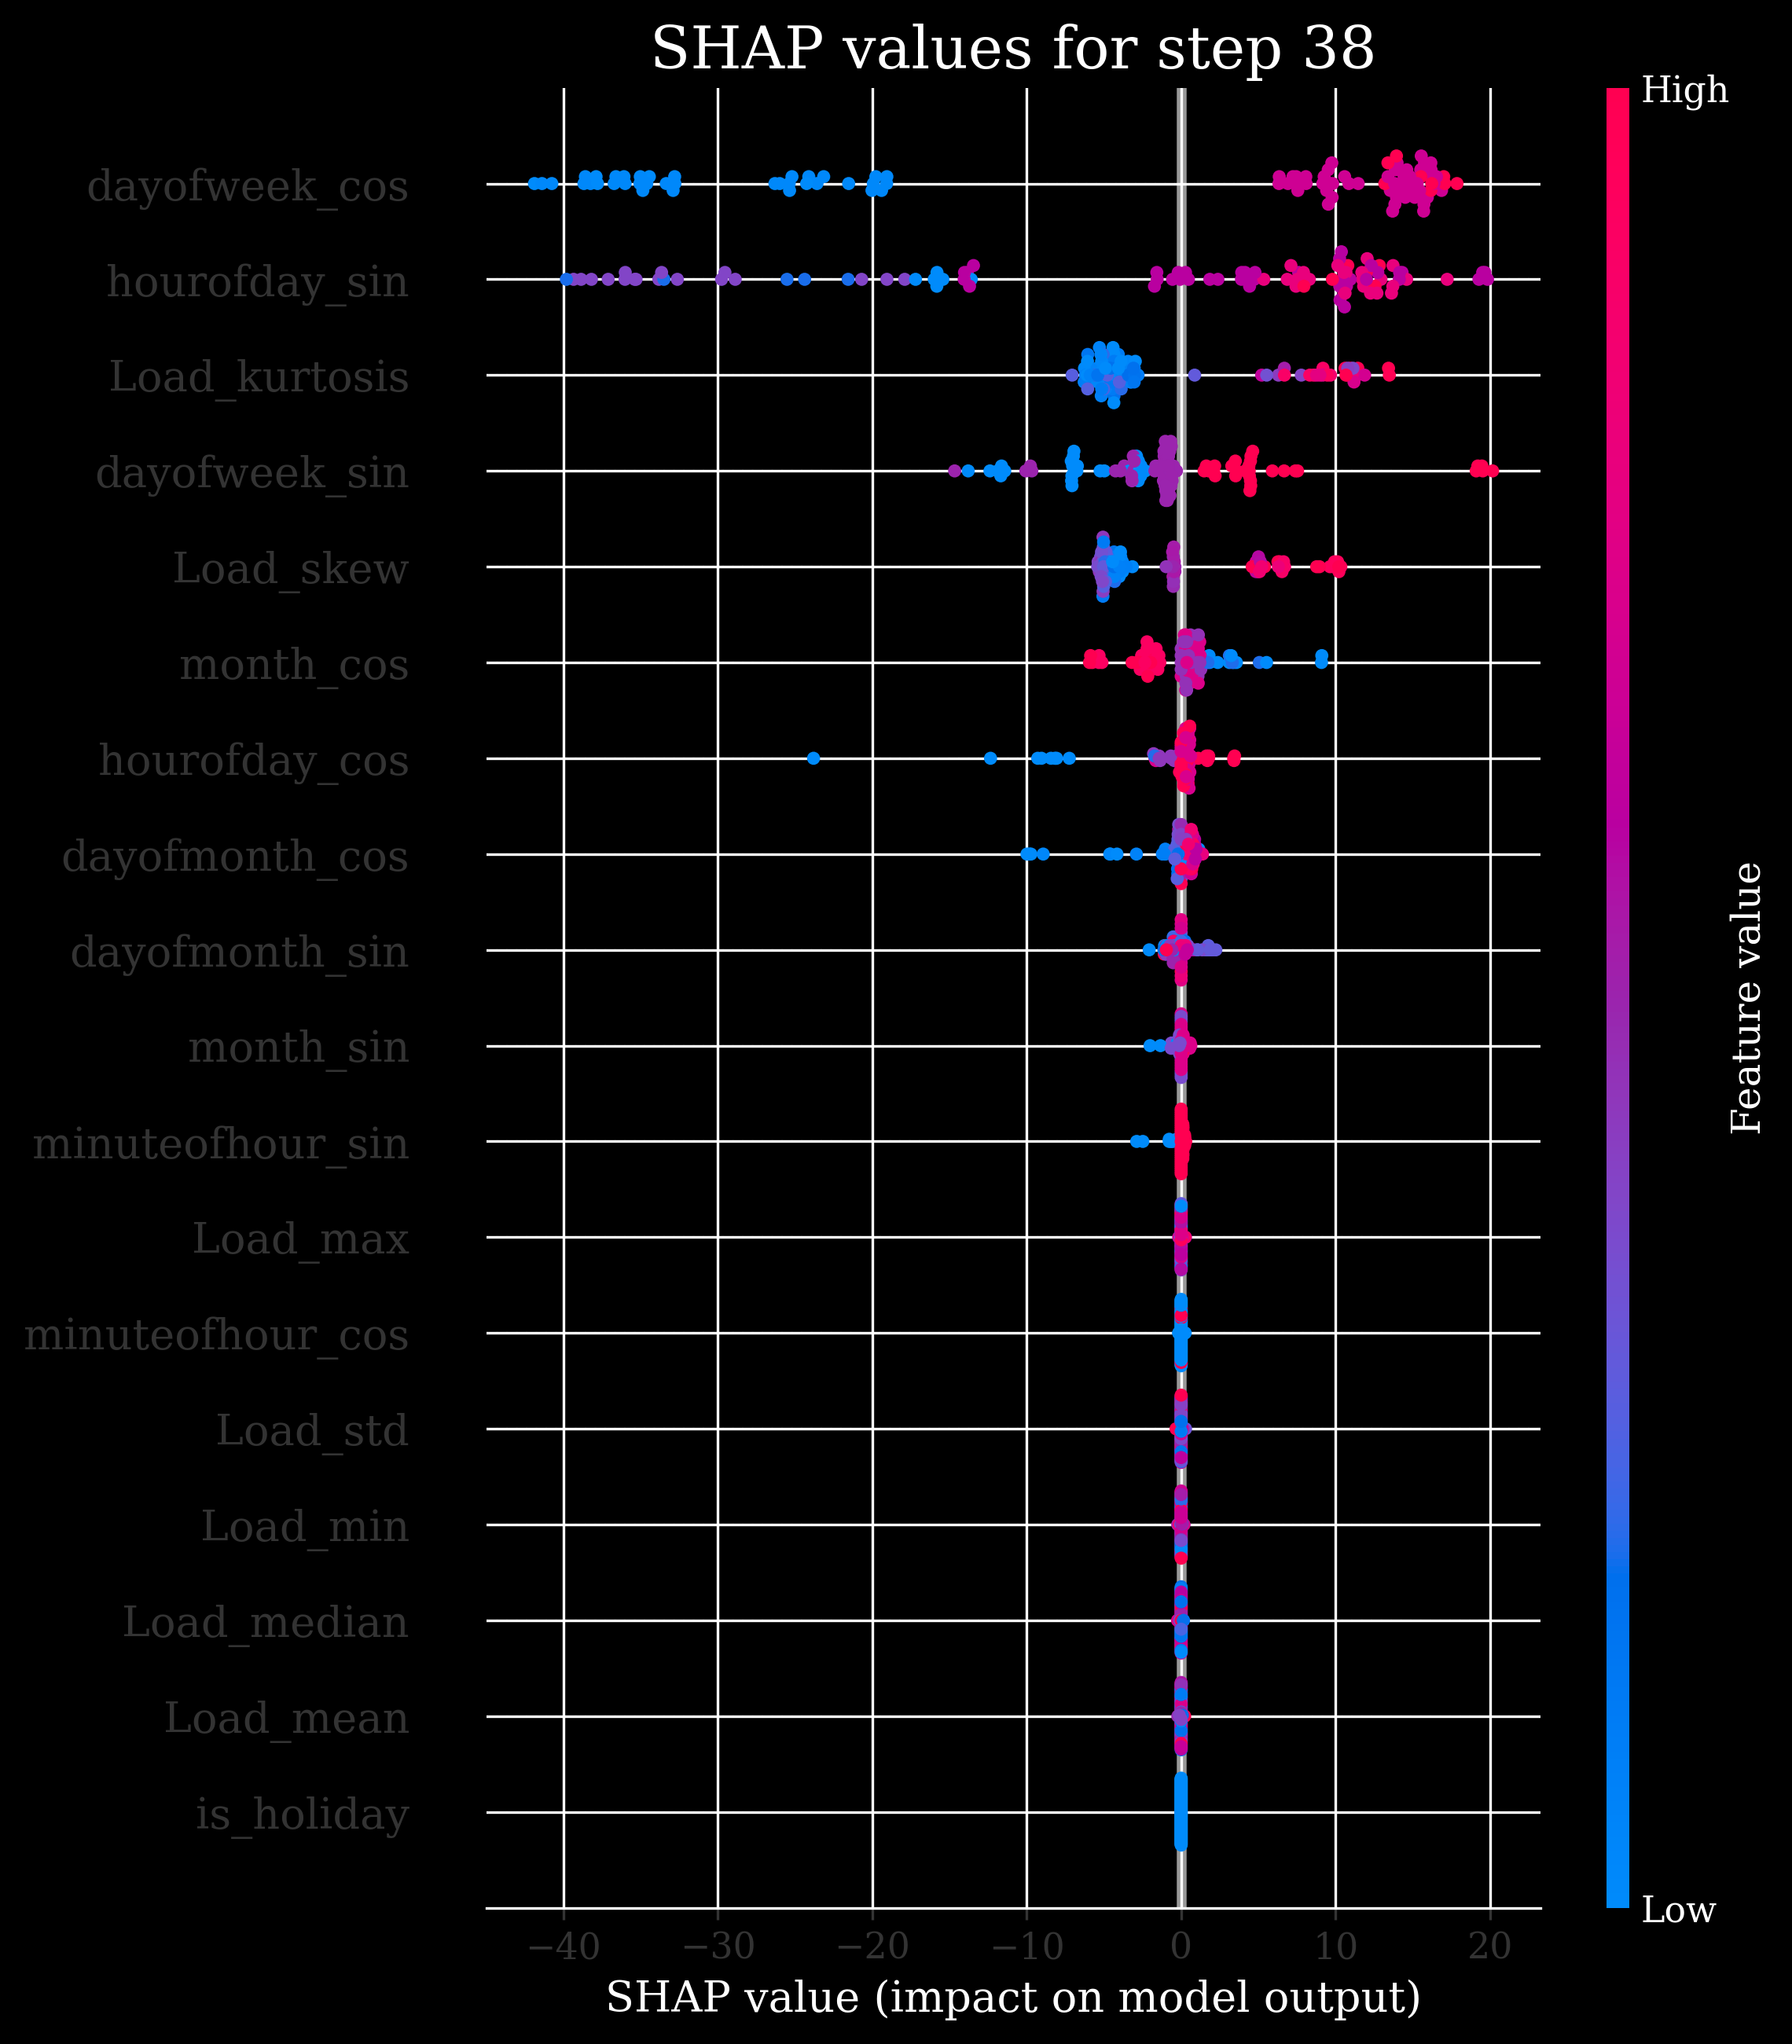 SHAP values for step 38
High
dayofweek_cos
hourofday_sin
Load_kurtosis
dayofweek_sin
Load_skew
month_cos
hourofday_cos
dayofmonth_cos
dayofmonth_sin
month_sin
minuteofhour_sin
Load_max
minuteofhour_cos
Load_std
Load_min
Load_median
Load_mean
is_holiday
Feature value
Low
−40 −30 −20 −10 0 10 20
SHAP value (impact on model output)